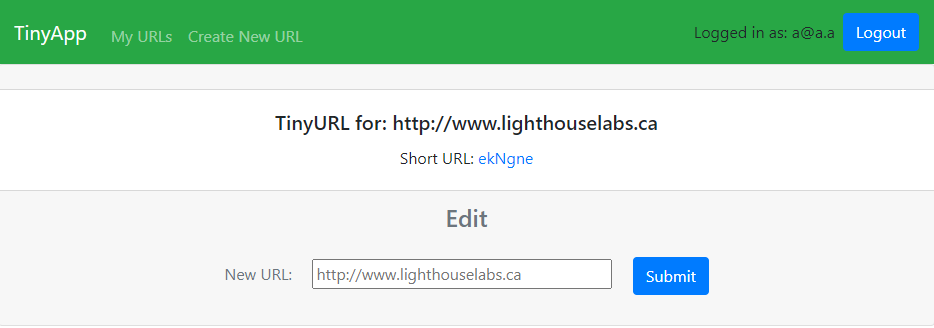 TinyApp My URLs Create New URL Logged in as: a@a.a Logout
TinyURL for: http://www.lighthouselabs.ca
Short URL: ekNgne
Edit
New URL: http://www.lighthouselabs.ca Submit